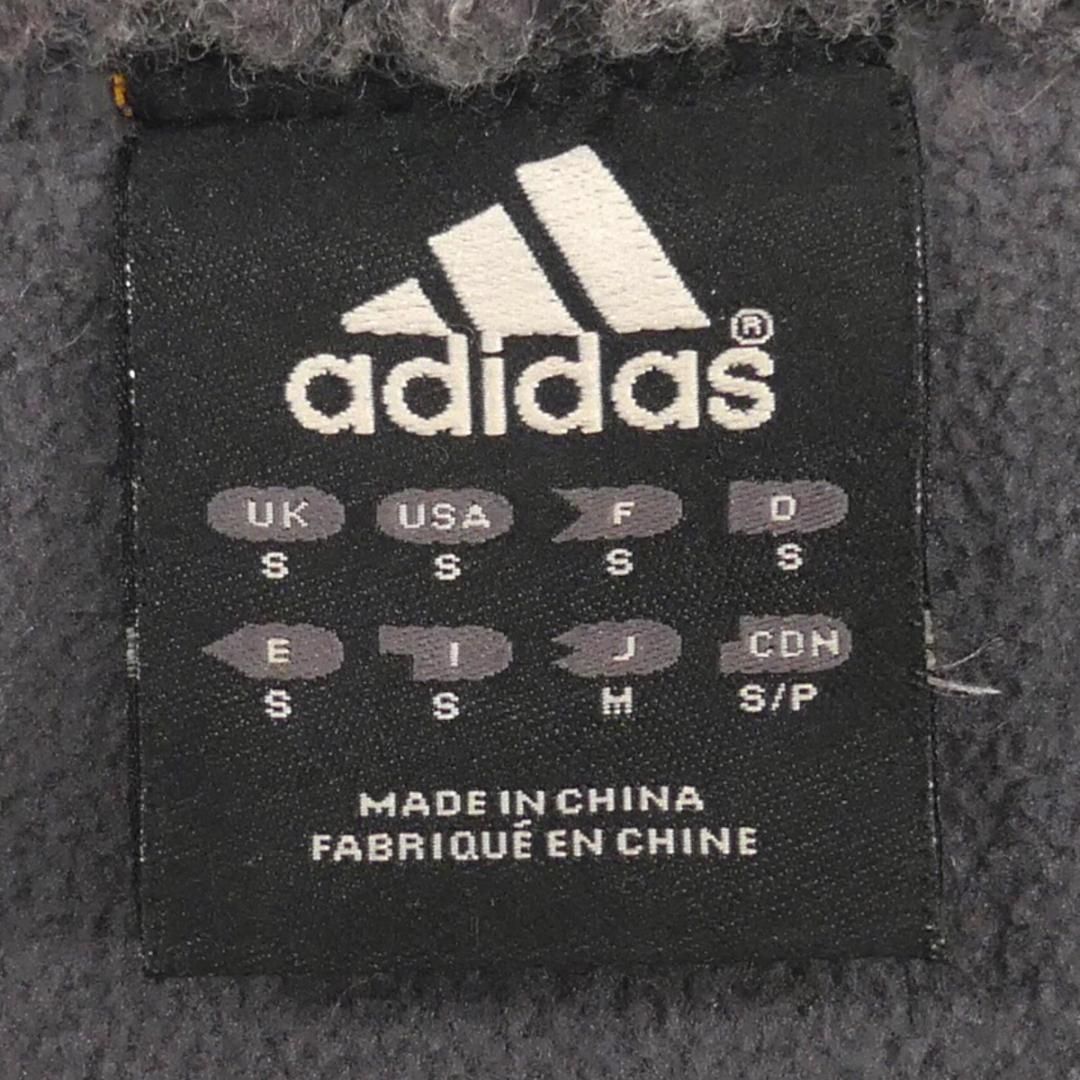 adidas®
UK USA F D
S S S S
E I J CDN
S S M S/P
MADE IN CHINA
FABRIQUÉ EN CHINE